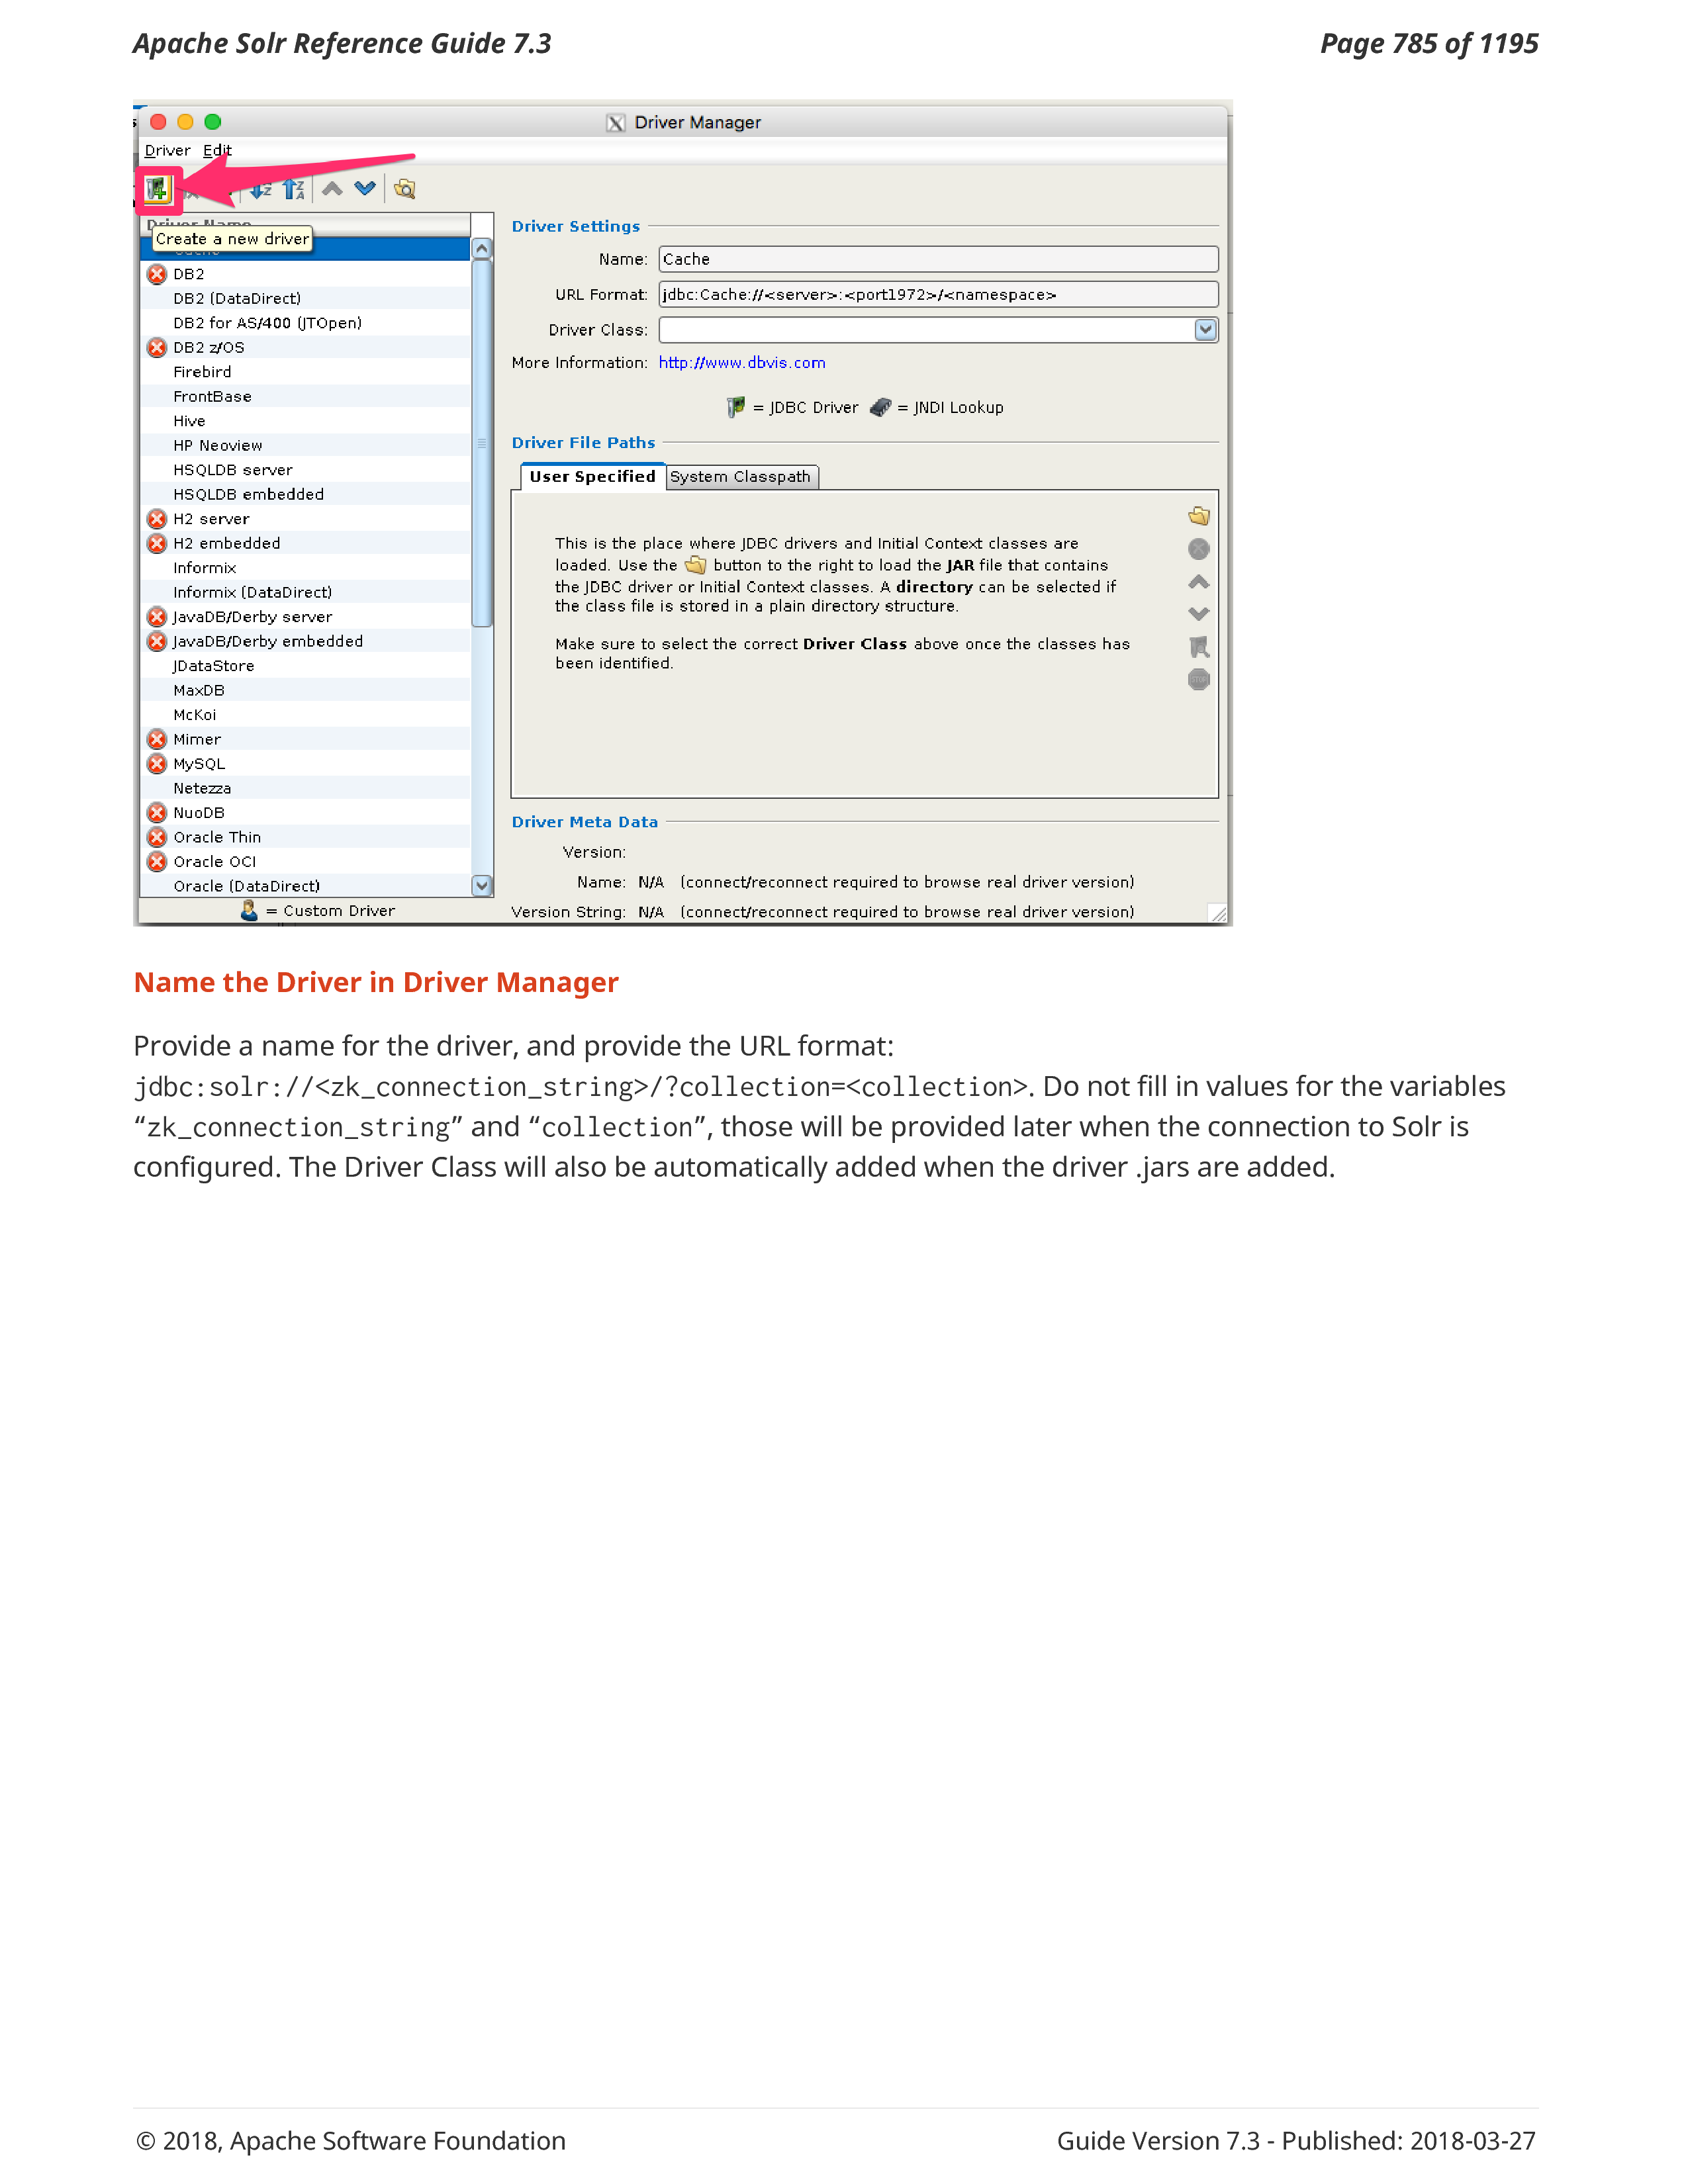 Apache Solr Reference Guide 7.3
Page 785 of 1195
Driver Manager
Driver Edit
Driver Name
Create a new driver
Cache
DB2
DB2 (DataDirect)
DB2 for AS/400 (JTOpen)
DB2 z/OS
Firebird
FrontBase
Hive
HP Neoview
HSQLDB server
HSQLDB embedded
H2 server
H2 embedded
Informix
Informix (DataDirect)
JavaDB/Derby server
JavaDB/Derby embedded
JDataStore
MaxDB
McKoi
Mimer
MySQL
Netezza
NuoDB
Oracle Thin
Oracle OCI
Oracle (DataDirect)
= Custom Driver
Driver Settings
Name: Cache
URL Format: jdbc:Cache://<server>:<port1972>/<namespace>
Driver Class:
More Information: http://www.dbvis.com
= JDBC Driver = JNDI Lookup
Driver File Paths
User Specified System Classpath
This is the place where JDBC drivers and Initial Context classes are
loaded. Use the button to the right to load the JAR file that contains
the JDBC driver or Initial Context classes. A directory can be selected if
the class file is stored in a plain directory structure.
Make sure to select the correct Driver Class above once the classes has
been identified.
STOP
Driver Meta Data
Version:
Name: N/A (connect/reconnect required to browse real driver version)
Version String: N/A (connect/reconnect required to browse real driver version)
Name the Driver in Driver Manager
Provide a name for the driver, and provide the URL format:
jdbc:solr://<zk_connection_string>/?collection=<collection>. Do not fill in values for the variables
“zk_connection_string” and “collection”, those will be provided later when the connection to Solr is
configured. The Driver Class will also be automatically added when the driver .jars are added.
© 2018, Apache Software Foundation
Guide Version 7.3 - Published: 2018-03-27